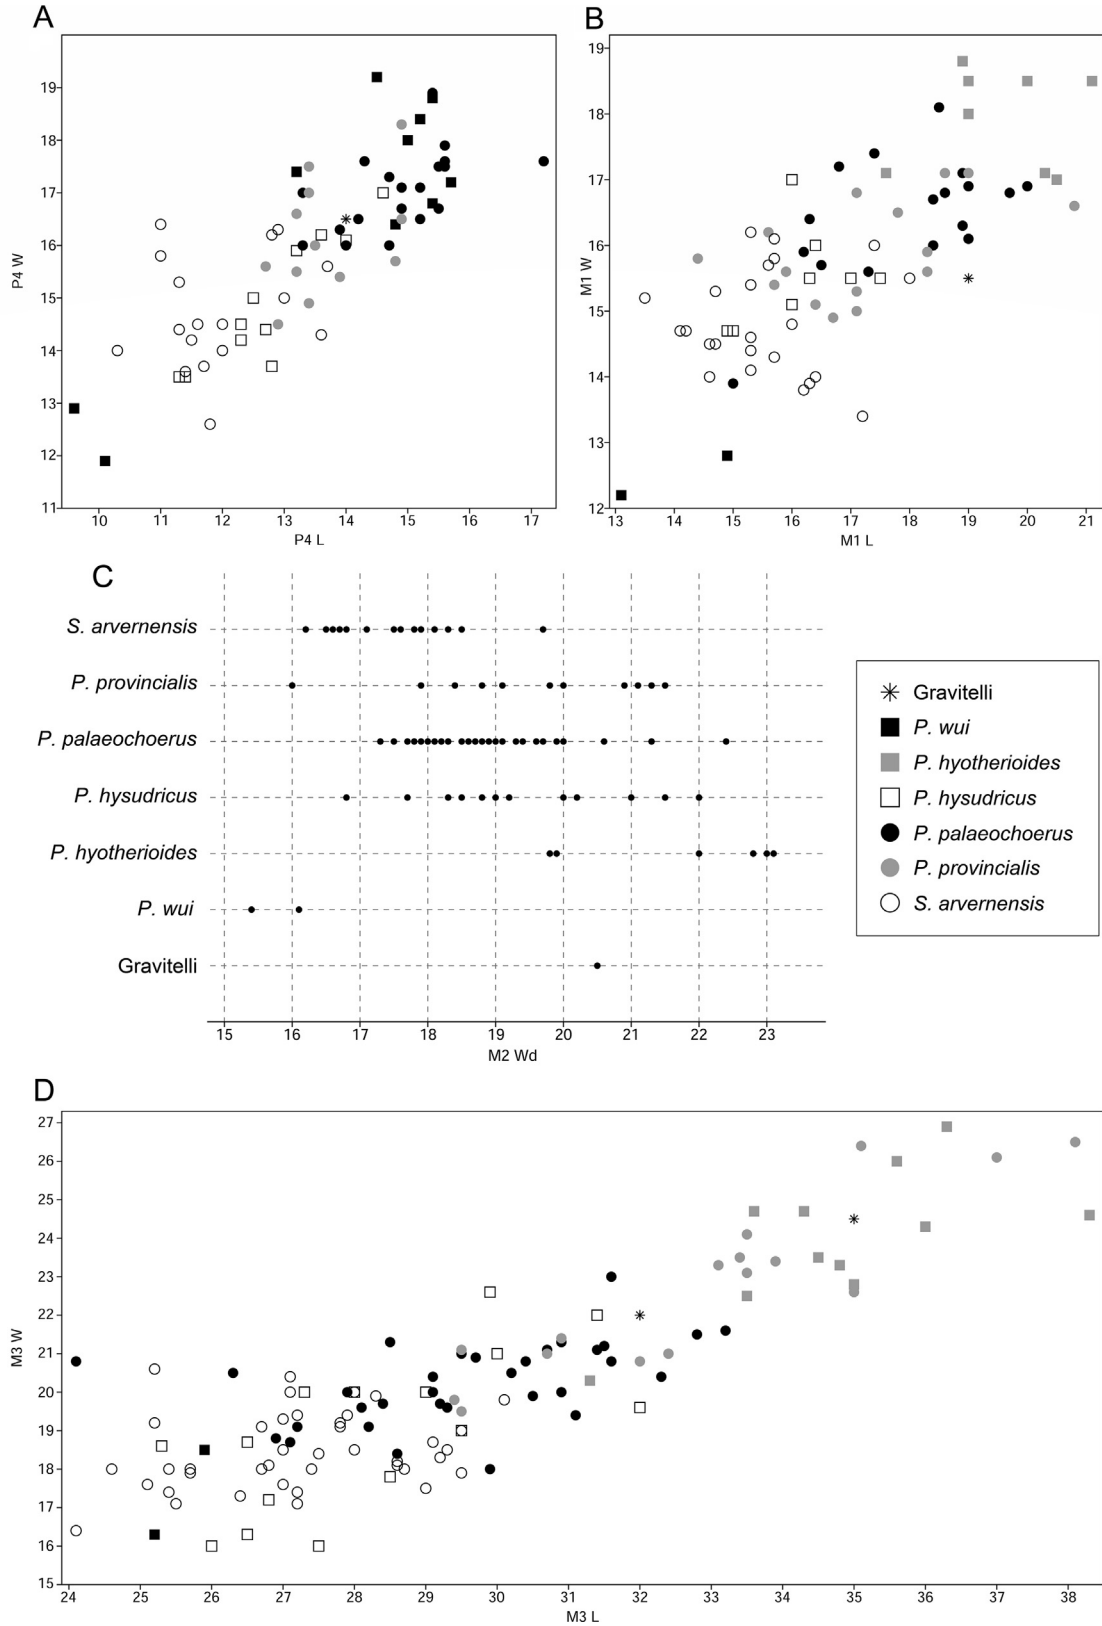 A
P4 W
19
18
17
16
15
14
13
12
11
10 11 12 13 14 15 16 17
P4 L
B
M1 W
19
18
17
16
15
14
13
12
13 14 15 16 17 18 19 20 21
M1 L
C
S. arvernensis
P. provincialis
P. palaeochoerus
P. hysudricus
P. hyotherioides
P. wui
Gravitelli
15 16 17 18 19 20 21 22 23
M2 Wd
Gravitelli
P. wui
P. hyotherioides
P. hysudricus
P. palaeochoerus
P. provincialis
S. arvernensis
D
M3 W
27
26
25
24
23
22
21
20
19
18
17
16
15
24 25 26 27 28 29 30 31 32 33 34 35 36 37 38
M3 L